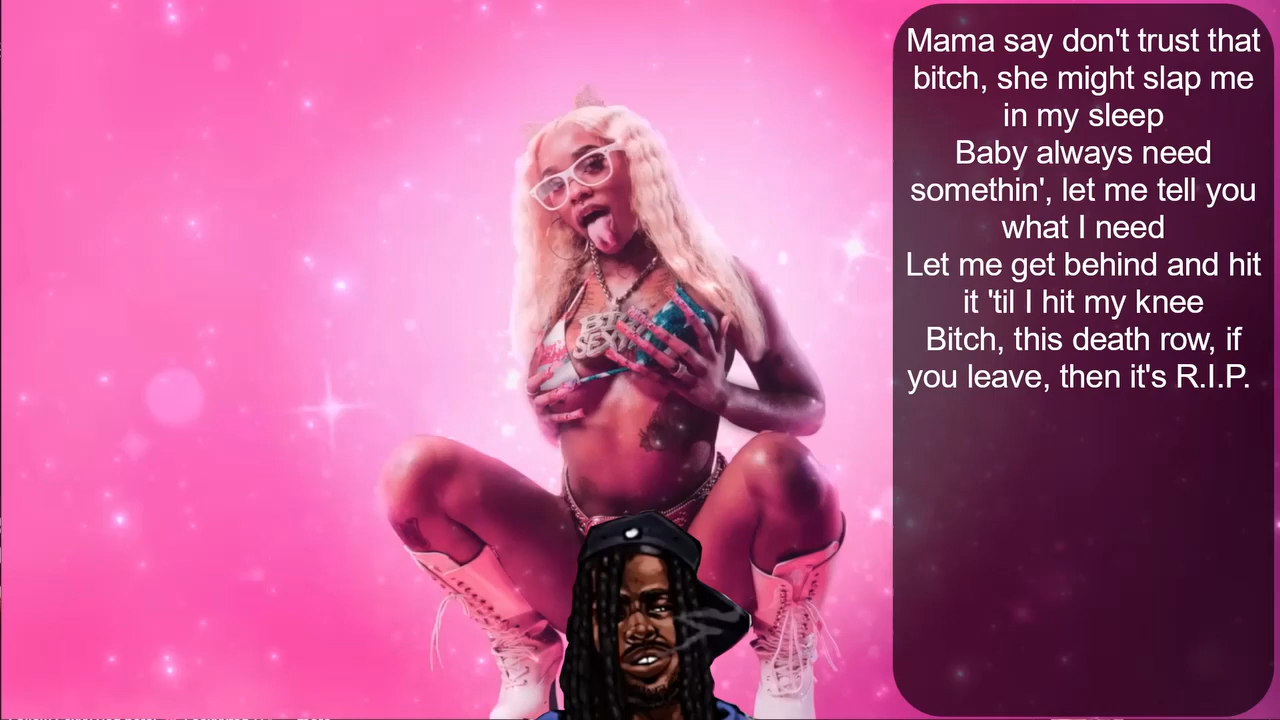 Mama say don't trust that
bitch, she might slap me
in my sleep
Baby always need
somethin', let me tell you
what I need
Let me get behind and hit
it 'til I hit my knee
Bitch, this death row, if
you leave, then it's R.I.P.
SEXY